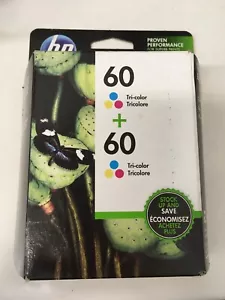 hp
PROVEN
PERFORMANCE
60
Tri-color
Tricolore
+
60
Tri-color
Tricolore
STOCK
UP AND
SAVE
ÉCONOMISEZ
ACHETEZ
PLUS